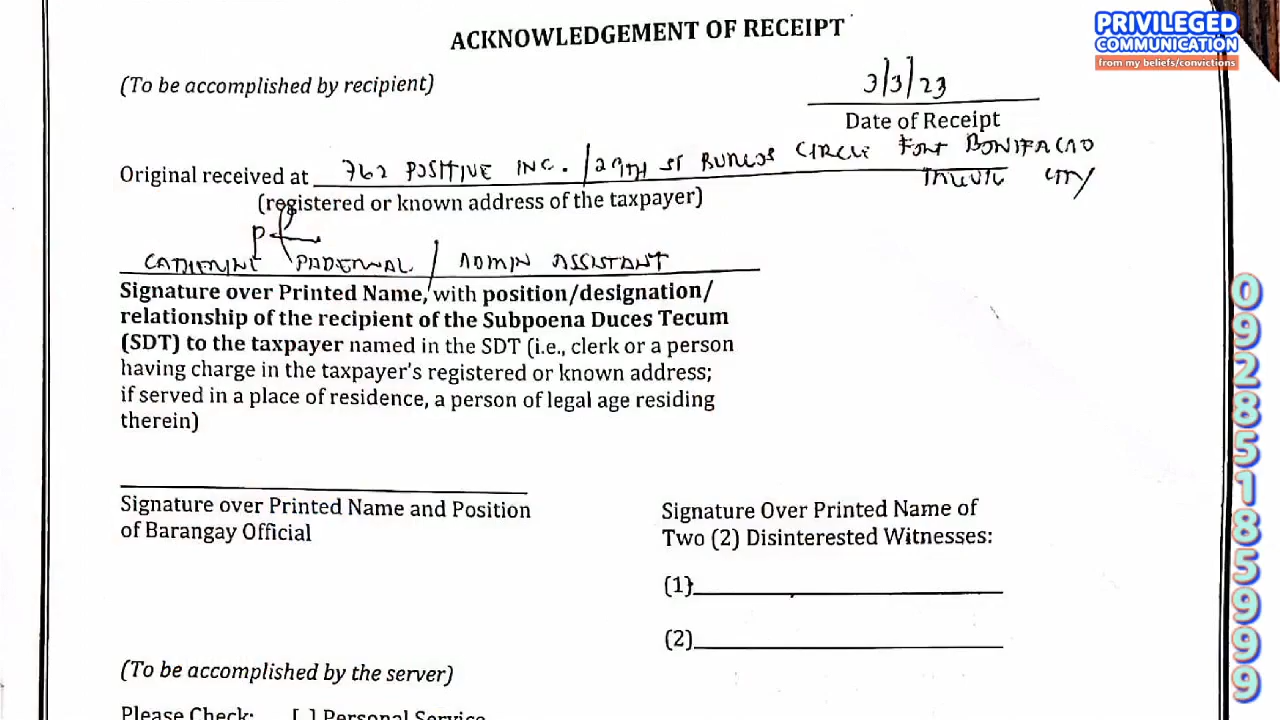 PRIVILEGED
COMMUNICATION
from my beliefs/convictions
ACKNOWLEDGEMENT OF RECEIPT
(To be accomplished by recipient)
3/3/23
Date of Receipt
Original received at 762 POSITIVE INC. / 29TH ST BURGOS CIRCLE FORT BONIFACIO
CITY
(registered or known address of the taxpayer)
CATHERINE PADERNAL / ADMIN ASSISTANT
Signature over Printed Name, with position/designation/
relationship of the recipient of the Subpoena Duces Tecum
(SDT) to the taxpayer named in the SDT (i.e., clerk or a person
having charge in the taxpayer's registered or known address;
if served in a place of residence, a person of legal age residing
therein)
Signature over Printed Name and Position
of Barangay Official
Signature Over Printed Name of
Two (2) Disinterested Witnesses:
(1)
(2)
(To be accomplished by the server)
Please Check: [ ] Personal Service
09285185999